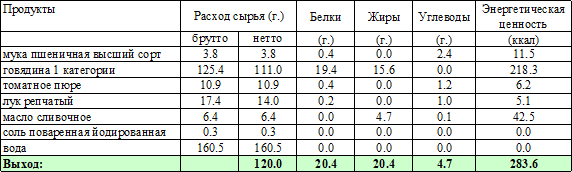 Продукты Расход сырья (г.) Белки Жиры Углеводы Энергетическая ценность
брутто нетто (г.) (г.) (г.) (ккал)
мука пшеничная высший сорт 3.8 3.8 0.4 0.0 2.4 11.5
говядина 1 категории 125.4 111.0 19.4 15.6 0.0 218.3
томатное пюре 10.9 10.9 0.4 0.0 1.2 6.2
лук репчатый 17.4 14.0 0.2 0.0 1.0 5.1
масло сливочное 6.4 6.4 0.0 4.7 0.1 42.5
соль поваренная йодированная 0.3 0.3 0.0 0.0 0.0 0.0
вода 160.5 160.5 0.0 0.0 0.0 0.0
Выход: 120.0 20.4 20.4 4.7 283.6